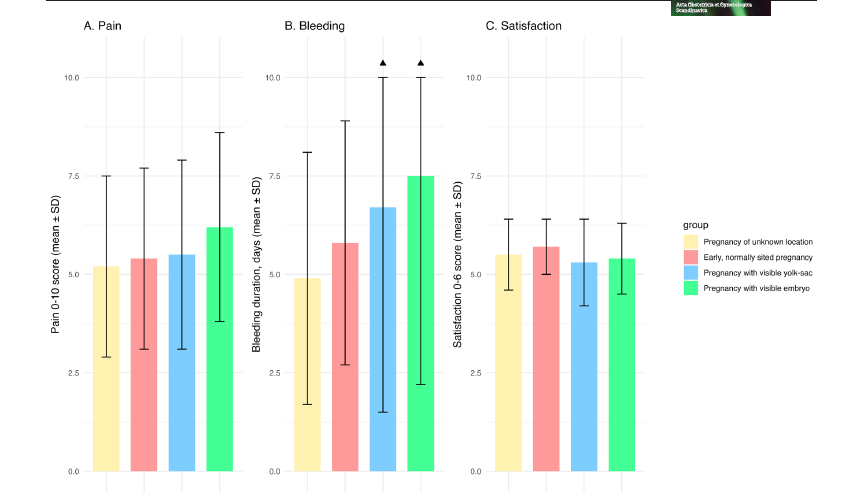 Acta Obstetricia et Gynecologica
Scandinavica
A. Pain
B. Bleeding
C. Satisfaction
Pain 0-10 score (mean ± SD)
10.0
7.5
5.0
2.5
0.0
Bleeding duration, days (mean ± SD)
10.0
7.5
5.0
2.5
0.0
Satisfaction 0-6 score (mean ± SD)
10.0
7.5
5.0
2.5
0.0
group
Pregnancy of unknown location
Early, normally sited pregnancy
Pregnancy with visible yolk-sac
Pregnancy with visible embryo